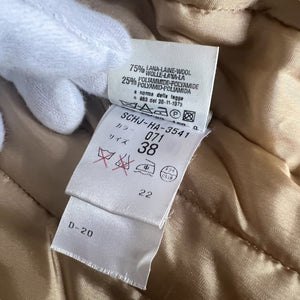 75% LANA-LAINE-WOOL
WOLLE-LANA
25% POLIAMMIDE-POLYAMIDE
POLYAMID-POLIAMIDA
a norma della legge
n 883 del 26-11-1973
SCHJ-HA-3541
カラー 071
サイズ 38
22
D-20